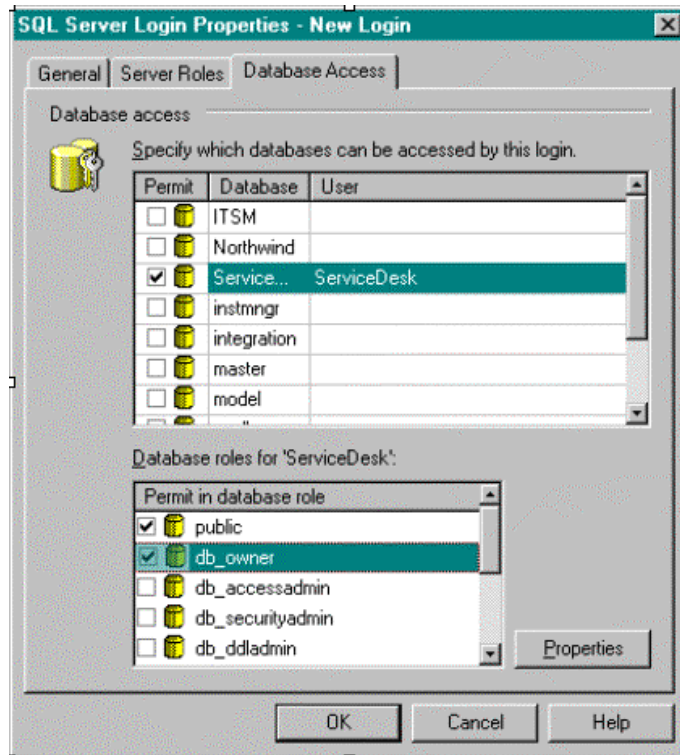 SQL Server Login Properties - New Login
General
Server Roles
Database Access
Database access
Specify which databases can be accessed by this login.
Permit Database User
ITSM
Northwind
Service... ServiceDesk
instmngr
integration
master
model
Database roles for 'ServiceDesk':
Permit in database role
public
db_owner
db_accessadmin
db_securityadmin
db_ddladmin
Properties
OK
Cancel
Help